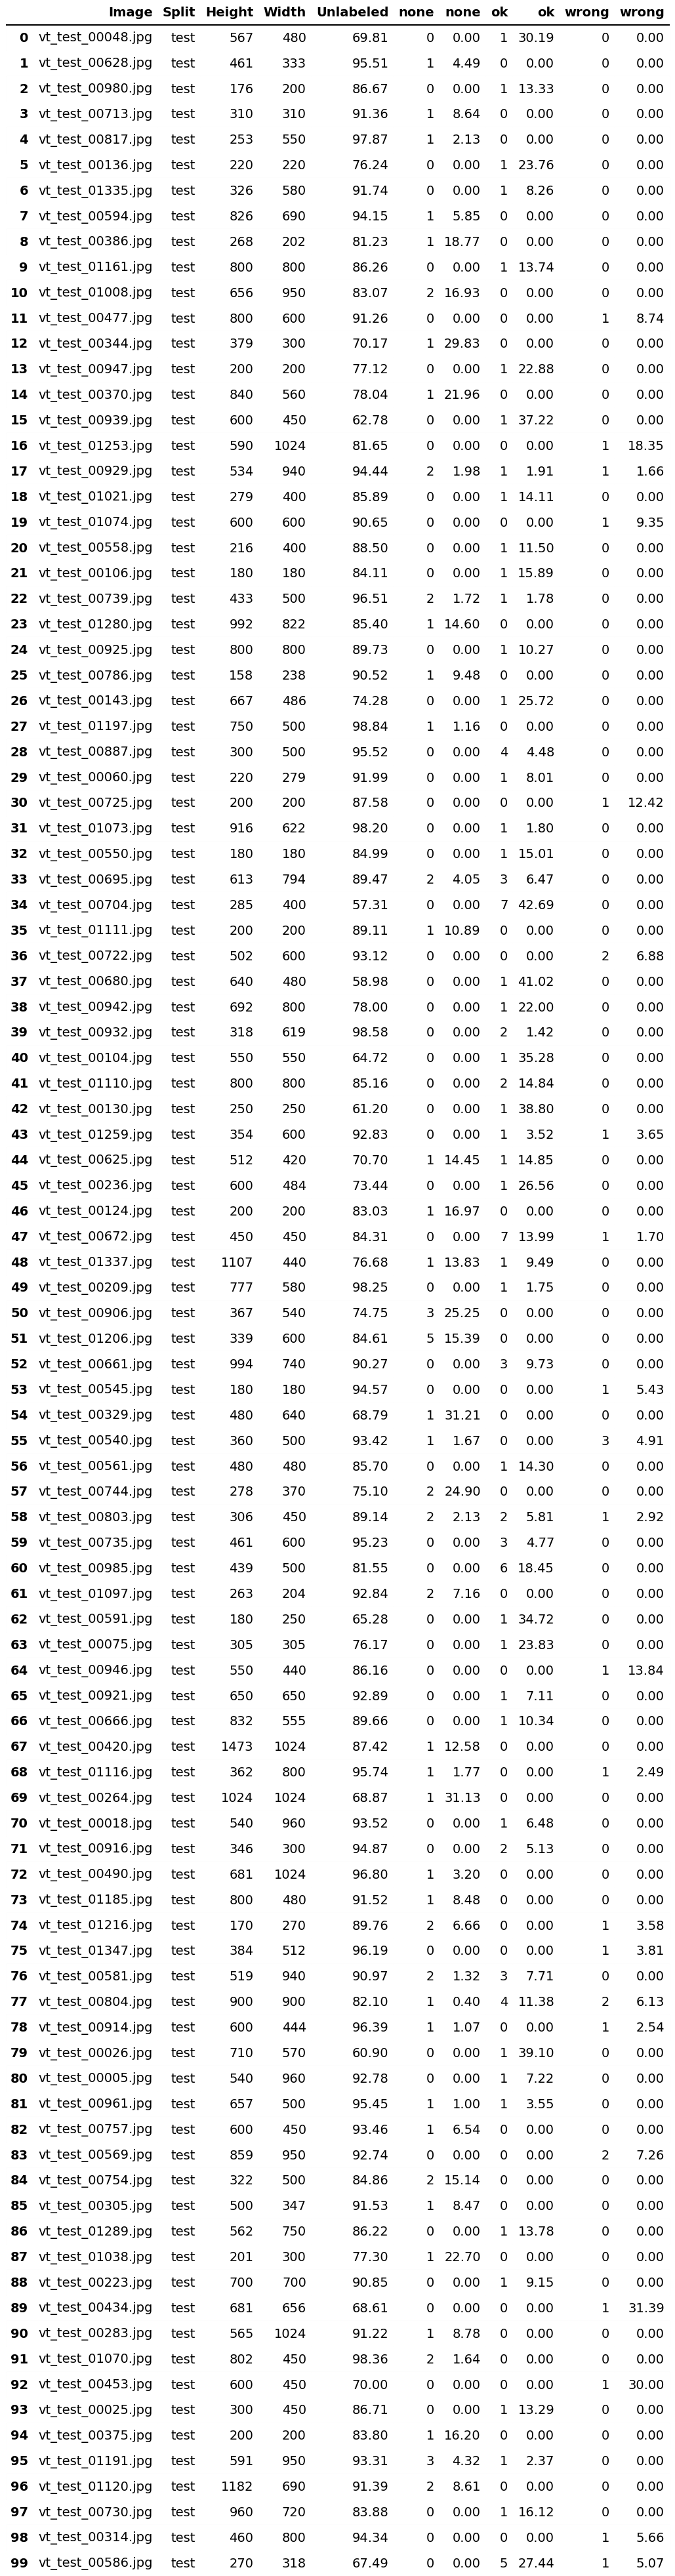 Image Split Height Width Unlabeled none none ok ok wrong wrong
0 vt_test_00048.jpg test 567 480 69.81 0 0.00 1 30.19 0 0.00
1 vt_test_00628.jpg test 461 333 95.51 1 4.49 0 0.00 0 0.00
2 vt_test_00980.jpg test 176 200 86.67 0 0.00 1 13.33 0 0.00
3 vt_test_00713.jpg test 310 310 91.36 1 8.64 0 0.00 0 0.00
4 vt_test_00817.jpg test 253 550 97.87 1 2.13 0 0.00 0 0.00
5 vt_test_00136.jpg test 220 220 76.24 0 0.00 1 23.76 0 0.00
6 vt_test_01335.jpg test 326 580 91.74 0 0.00 1 8.26 0 0.00
7 vt_test_00594.jpg test 826 690 94.15 1 5.85 0 0.00 0 0.00
8 vt_test_00386.jpg test 268 202 81.23 1 18.77 0 0.00 0 0.00
9 vt_test_01161.jpg test 800 800 86.26 0 0.00 1 13.74 0 0.00
10 vt_test_01008.jpg test 656 950 83.07 2 16.93 0 0.00 0 0.00
11 vt_test_00477.jpg test 800 600 91.26 0 0.00 0 0.00 1 8.74
12 vt_test_00344.jpg test 379 300 70.17 1 29.83 0 0.00 0 0.00
13 vt_test_00947.jpg test 200 200 77.12 0 0.00 1 22.88 0 0.00
14 vt_test_00370.jpg test 840 560 78.04 1 21.96 0 0.00 0 0.00
15 vt_test_00939.jpg test 600 450 62.78 0 0.00 1 37.22 0 0.00
16 vt_test_01253.jpg test 590 1024 81.65 0 0.00 0 0.00 1 18.35
17 vt_test_00929.jpg test 534 940 94.44 2 1.98 1 1.91 1 1.66
18 vt_test_01021.jpg test 279 400 85.89 0 0.00 1 14.11 0 0.00
19 vt_test_01074.jpg test 600 600 90.65 0 0.00 0 0.00 1 9.35
20 vt_test_00558.jpg test 216 400 88.50 0 0.00 1 11.50 0 0.00
21 vt_test_00106.jpg test 180 180 84.11 0 0.00 1 15.89 0 0.00
22 vt_test_00739.jpg test 433 500 96.51 2 1.72 1 1.78 0 0.00
23 vt_test_01280.jpg test 992 822 85.40 1 14.60 0 0.00 0 0.00
24 vt_test_00925.jpg test 800 800 89.73 0 0.00 1 10.27 0 0.00
25 vt_test_00786.jpg test 158 238 90.52 1 9.48 0 0.00 0 0.00
26 vt_test_00143.jpg test 667 486 74.28 0 0.00 1 25.72 0 0.00
27 vt_test_01197.jpg test 750 500 98.84 1 1.16 0 0.00 0 0.00
28 vt_test_00887.jpg test 300 500 95.52 0 0.00 4 4.48 0 0.00
29 vt_test_00060.jpg test 220 279 91.99 0 0.00 1 8.01 0 0.00
30 vt_test_00725.jpg test 200 200 87.58 0 0.00 0 0.00 1 12.42
31 vt_test_01073.jpg test 916 622 98.20 0 0.00 1 1.80 0 0.00
32 vt_test_00550.jpg test 180 180 84.99 0 0.00 1 15.01 0 0.00
33 vt_test_00695.jpg test 613 794 89.47 2 4.05 3 6.47 0 0.00
34 vt_test_00704.jpg test 285 400 57.31 0 0.00 7 42.69 0 0.00
35 vt_test_01111.jpg test 200 200 89.11 1 10.89 0 0.00 0 0.00
36 vt_test_00722.jpg test 502 600 93.12 0 0.00 0 0.00 2 6.88
37 vt_test_00680.jpg test 640 480 58.98 0 0.00 1 41.02 0 0.00
38 vt_test_00942.jpg test 692 800 78.00 0 0.00 1 22.00 0 0.00
39 vt_test_00932.jpg test 318 619 98.58 0 0.00 2 1.42 0 0.00
40 vt_test_00104.jpg test 550 550 64.72 0 0.00 1 35.28 0 0.00
41 vt_test_01110.jpg test 800 800 85.16 0 0.00 2 14.84 0 0.00
42 vt_test_00130.jpg test 250 250 61.20 0 0.00 1 38.80 0 0.00
43 vt_test_01259.jpg test 354 600 92.83 0 0.00 1 3.52 1 3.65
44 vt_test_00625.jpg test 512 420 70.70 1 14.45 1 14.85 0 0.00
45 vt_test_00236.jpg test 600 484 73.44 0 0.00 1 26.56 0 0.00
46 vt_test_00124.jpg test 200 200 83.03 1 16.97 0 0.00 0 0.00
47 vt_test_00672.jpg test 450 450 84.31 0 0.00 7 13.99 1 1.70
48 vt_test_01337.jpg test 1107 440 76.68 1 13.83 1 9.49 0 0.00
49 vt_test_00209.jpg test 777 580 98.25 0 0.00 1 1.75 0 0.00
50 vt_test_00906.jpg test 367 540 74.75 3 25.25 0 0.00 0 0.00
51 vt_test_01206.jpg test 339 600 84.61 5 15.39 0 0.00 0 0.00
52 vt_test_00661.jpg test 994 740 90.27 0 0.00 3 9.73 0 0.00
53 vt_test_00545.jpg test 180 180 94.57 0 0.00 0 0.00 1 5.43
54 vt_test_00329.jpg test 480 640 68.79 1 31.21 0 0.00 0 0.00
55 vt_test_00540.jpg test 360 500 93.42 1 1.67 0 0.00 3 4.91
56 vt_test_00561.jpg test 480 480 85.70 0 0.00 1 14.30 0 0.00
57 vt_test_00744.jpg test 278 370 75.10 2 24.90 0 0.00 0 0.00
58 vt_test_00803.jpg test 306 450 89.14 2 2.13 2 5.81 1 2.92
59 vt_test_00735.jpg test 461 600 95.23 0 0.00 3 4.77 0 0.00
60 vt_test_00985.jpg test 439 500 81.55 0 0.00 6 18.45 0 0.00
61 vt_test_01097.jpg test 263 204 92.84 2 7.16 0 0.00 0 0.00
62 vt_test_00591.jpg test 180 250 65.28 0 0.00 1 34.72 0 0.00
63 vt_test_00075.jpg test 305 305 76.17 0 0.00 1 23.83 0 0.00
64 vt_test_00946.jpg test 550 440 86.16 0 0.00 0 0.00 1 13.84
65 vt_test_00921.jpg test 650 650 92.89 0 0.00 1 7.11 0 0.00
66 vt_test_00666.jpg test 832 555 89.66 0 0.00 1 10.34 0 0.00
67 vt_test_00420.jpg test 1473 1024 87.42 1 12.58 0 0.00 0 0.00
68 vt_test_01116.jpg test 362 800 95.74 1 1.77 0 0.00 1 2.49
69 vt_test_00264.jpg test 1024 1024 68.87 1 31.13 0 0.00 0 0.00
70 vt_test_00018.jpg test 540 960 93.52 0 0.00 1 6.48 0 0.00
71 vt_test_00916.jpg test 346 300 94.87 0 0.00 2 5.13 0 0.00
72 vt_test_00490.jpg test 681 1024 96.80 1 3.20 0 0.00 0 0.00
73 vt_test_01185.jpg test 800 480 91.52 1 8.48 0 0.00 0 0.00
74 vt_test_01216.jpg test 170 270 89.76 2 6.66 0 0.00 1 3.58
75 vt_test_01347.jpg test 384 512 96.19 0 0.00 0 0.00 1 3.81
76 vt_test_00581.jpg test 519 940 90.97 2 1.32 3 7.71 0 0.00
77 vt_test_00804.jpg test 900 900 82.10 1 0.40 4 11.38 2 6.13
78 vt_test_00914.jpg test 600 444 96.39 1 1.07 0 0.00 1 2.54
79 vt_test_00026.jpg test 710 570 60.90 0 0.00 1 39.10 0 0.00
80 vt_test_00005.jpg test 540 960 92.78 0 0.00 1 7.22 0 0.00
81 vt_test_00961.jpg test 657 500 95.45 1 1.00 1 3.55 0 0.00
82 vt_test_00757.jpg test 600 450 93.46 1 6.54 0 0.00 0 0.00
83 vt_test_00569.jpg test 859 950 92.74 0 0.00 0 0.00 2 7.26
84 vt_test_00754.jpg test 322 500 84.86 2 15.14 0 0.00 0 0.00
85 vt_test_00305.jpg test 500 347 91.53 1 8.47 0 0.00 0 0.00
86 vt_test_01289.jpg test 562 750 86.22 0 0.00 1 13.78 0 0.00
87 vt_test_01038.jpg test 201 300 77.30 1 22.70 0 0.00 0 0.00
88 vt_test_00223.jpg test 700 700 90.85 0 0.00 1 9.15 0 0.00
89 vt_test_00434.jpg test 681 656 68.61 0 0.00 0 0.00 1 31.39
90 vt_test_00283.jpg test 565 1024 91.22 1 8.78 0 0.00 0 0.00
91 vt_test_01070.jpg test 802 450 98.36 2 1.64 0 0.00 0 0.00
92 vt_test_00453.jpg test 600 450 70.00 0 0.00 0 0.00 1 30.00
93 vt_test_00025.jpg test 300 450 86.71 0 0.00 1 13.29 0 0.00
94 vt_test_00375.jpg test 200 200 83.80 1 16.20 0 0.00 0 0.00
95 vt_test_01191.jpg test 591 950 93.31 3 4.32 1 2.37 0 0.00
96 vt_test_01120.jpg test 1182 690 91.39 2 8.61 0 0.00 0 0.00
97 vt_test_00730.jpg test 960 720 83.88 0 0.00 1 16.12 0 0.00
98 vt_test_00314.jpg test 460 800 94.34 0 0.00 0 0.00 1 5.66
99 vt_test_00586.jpg test 270 318 67.49 0 0.00 5 27.44 1 5.07